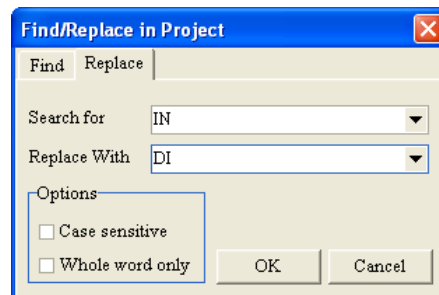 Find/Replace in Project
Find Replace
Search for IN
Replace With DI
Options
Case sensitive
Whole word only
OK Cancel